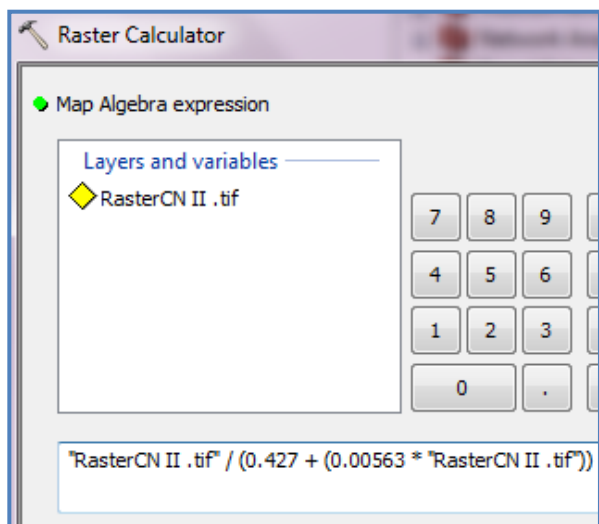 Raster Calculator
Map Algebra expression
Layers and variables
RasterCN II .tif
7 8 9
4 5 6
1 2 3
0 .
"RasterCN II .tif" / (0.427 + (0.00563 * "RasterCN II .tif"))